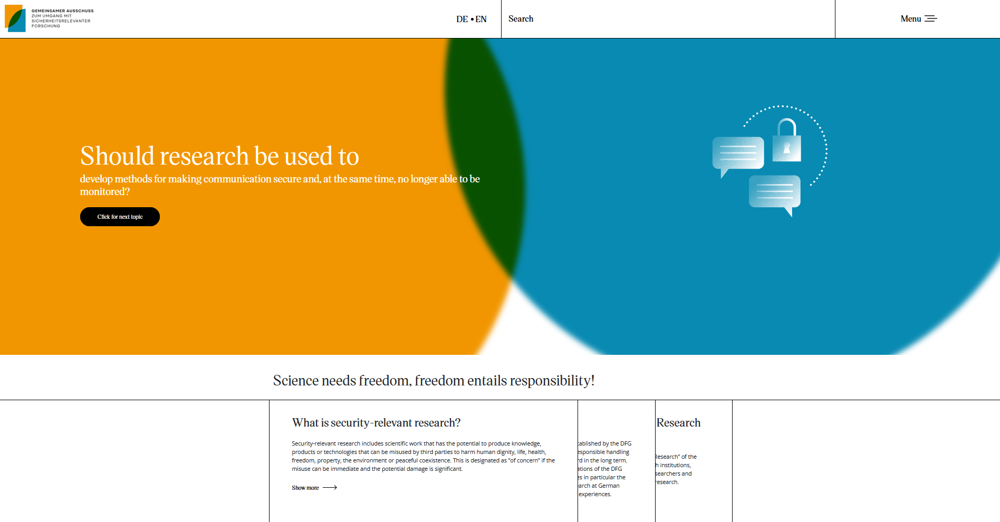 GEMEINSAMER AUSSCHUSS
ZUM UMGANG MIT
SICHERHEITSRELEVANTER
FORSCHUNG
DE • EN
Search
Menu
Should research be used to
develop methods for making communication secure and, at the same time, no longer able to be
monitored?
Click for next topic
Science needs freedom, freedom entails responsibility!
What is security-relevant research?
Security-relevant research includes scientific work that has the potential to produce knowledge,
products or technologies that can be misused by third parties to harm human dignity, life, health,
freedom, property, the environment or peaceful coexistence. This is designated as “of concern” if the
misuse can be immediate and the potential damage is significant.
Show more
by the DFG
handling
in the long term.
of the DFG
in particular the
at German
experiences.
Research
Research” of the
institutions,
and
research.